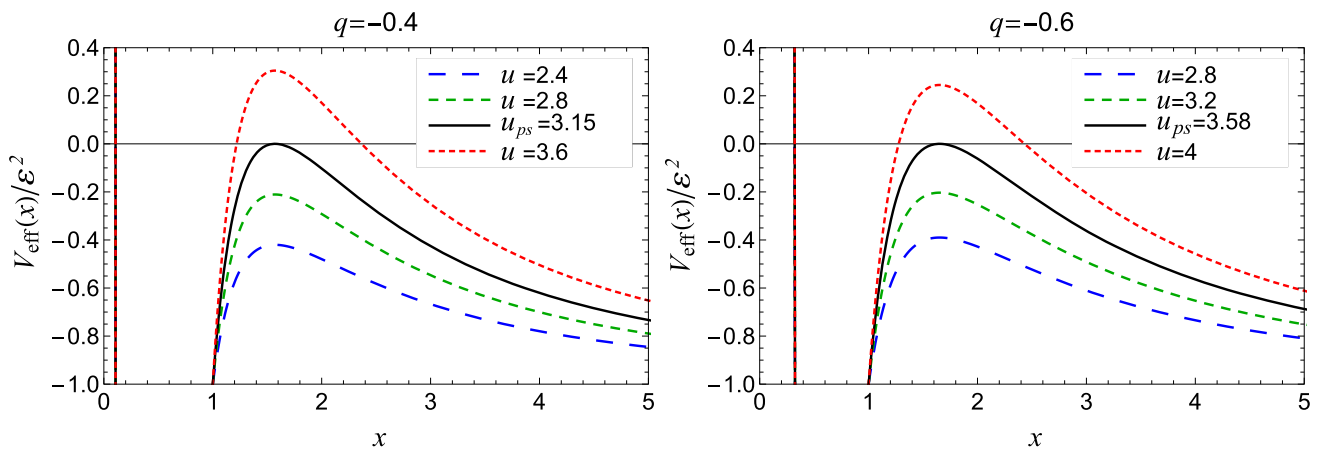 q=−0.4
0.4
0.2
0.0
−0.2
−0.4
−0.6
−0.8
−1.0
V_eff(x)/ε²
u =2.4
u =2.8
u_ps=3.15
u =3.6
0 1 2 3 4 5
x
q=−0.6
0.4
0.2
0.0
−0.2
−0.4
−0.6
−0.8
−1.0
V_eff(x)/ε²
u=2.8
u=3.2
u_ps=3.58
u=4
0 1 2 3 4 5
x